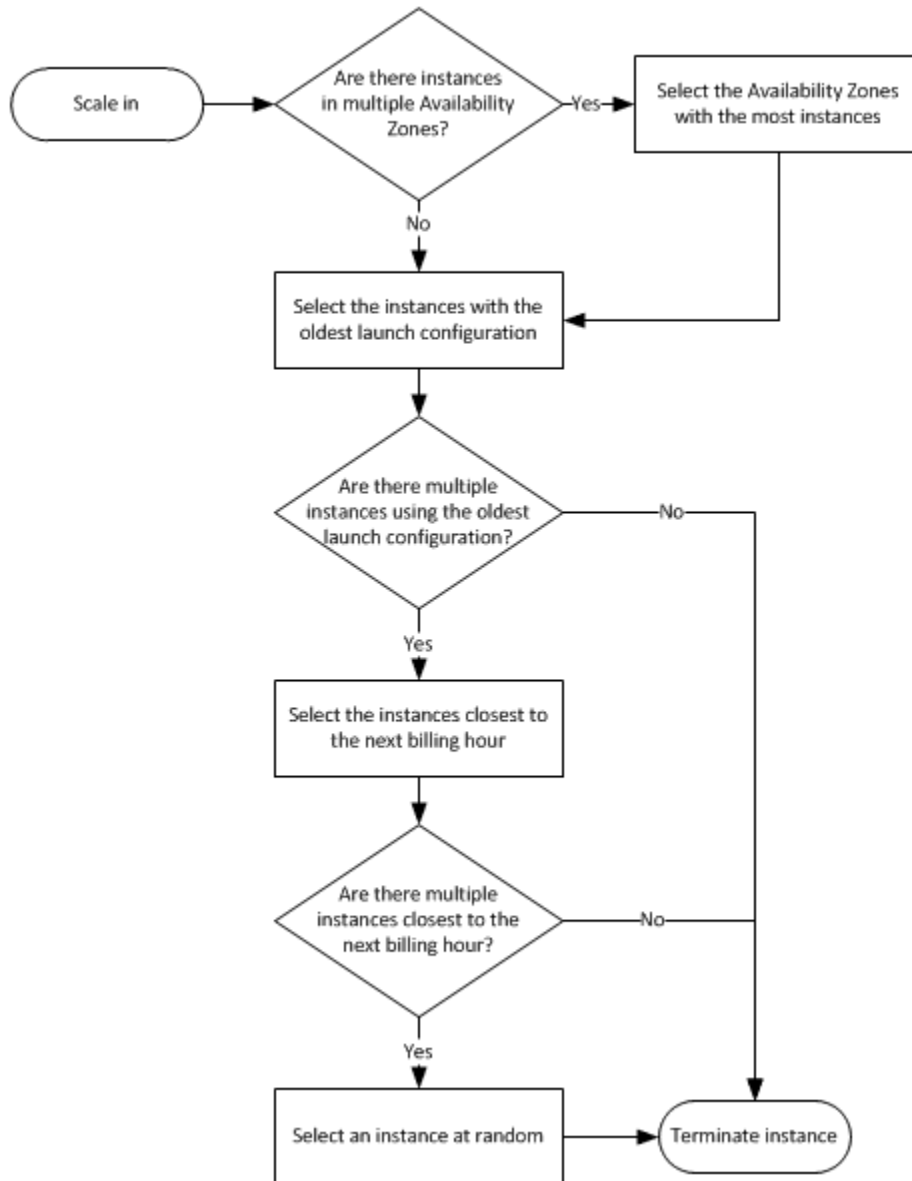 Scale in
Are there instances
in multiple Availability
Zones?
Yes
Select the Availability Zones
with the most instances
No
Select the instances with the
oldest launch configuration
Are there multiple
instances using the oldest
launch configuration?
No
Yes
Select the instances closest to
the next billing hour
Are there multiple
instances closest to the
next billing hour?
No
Yes
Select an instance at random
Terminate instance